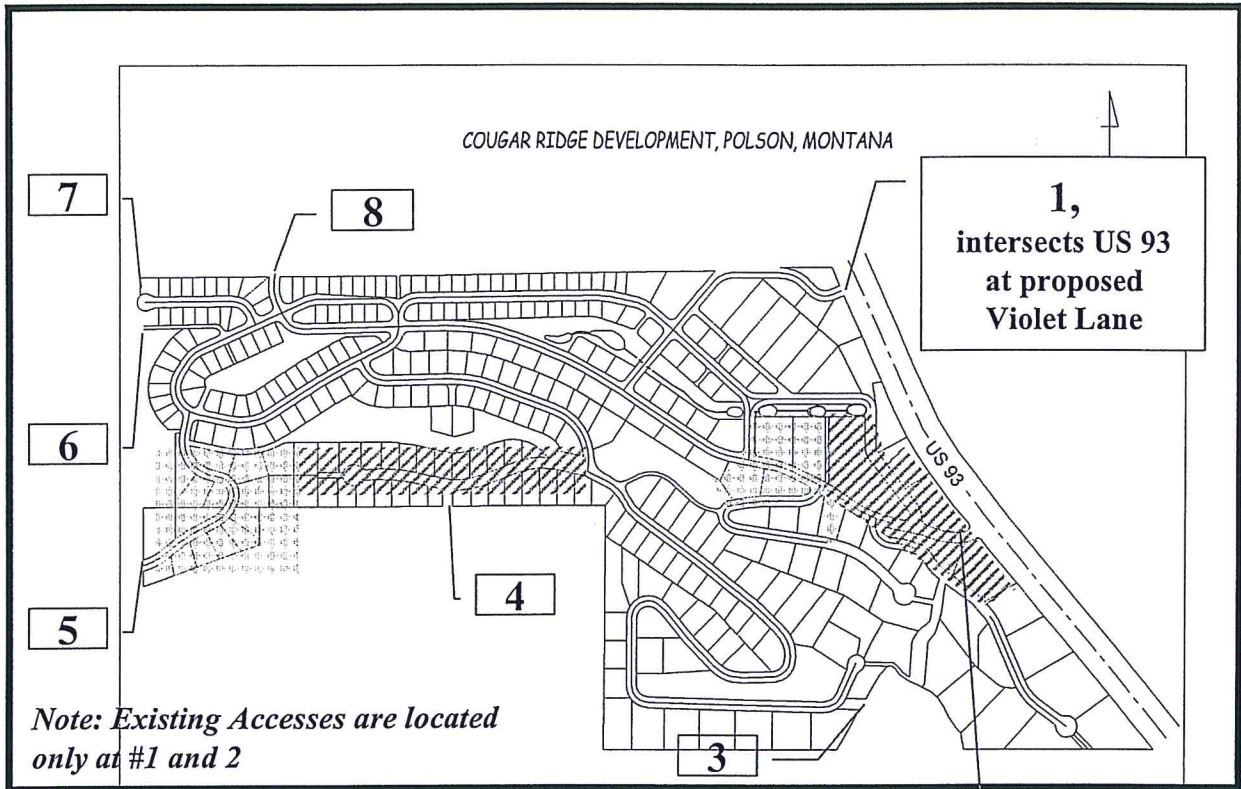 COUGAR RIDGE DEVELOPMENT, POLSON, MONTANA
7
8
1,
intersects US 93
at proposed
Violet Lane
6
US 93
4
5
Note: Existing Accesses are located
only at #1 and 2
3